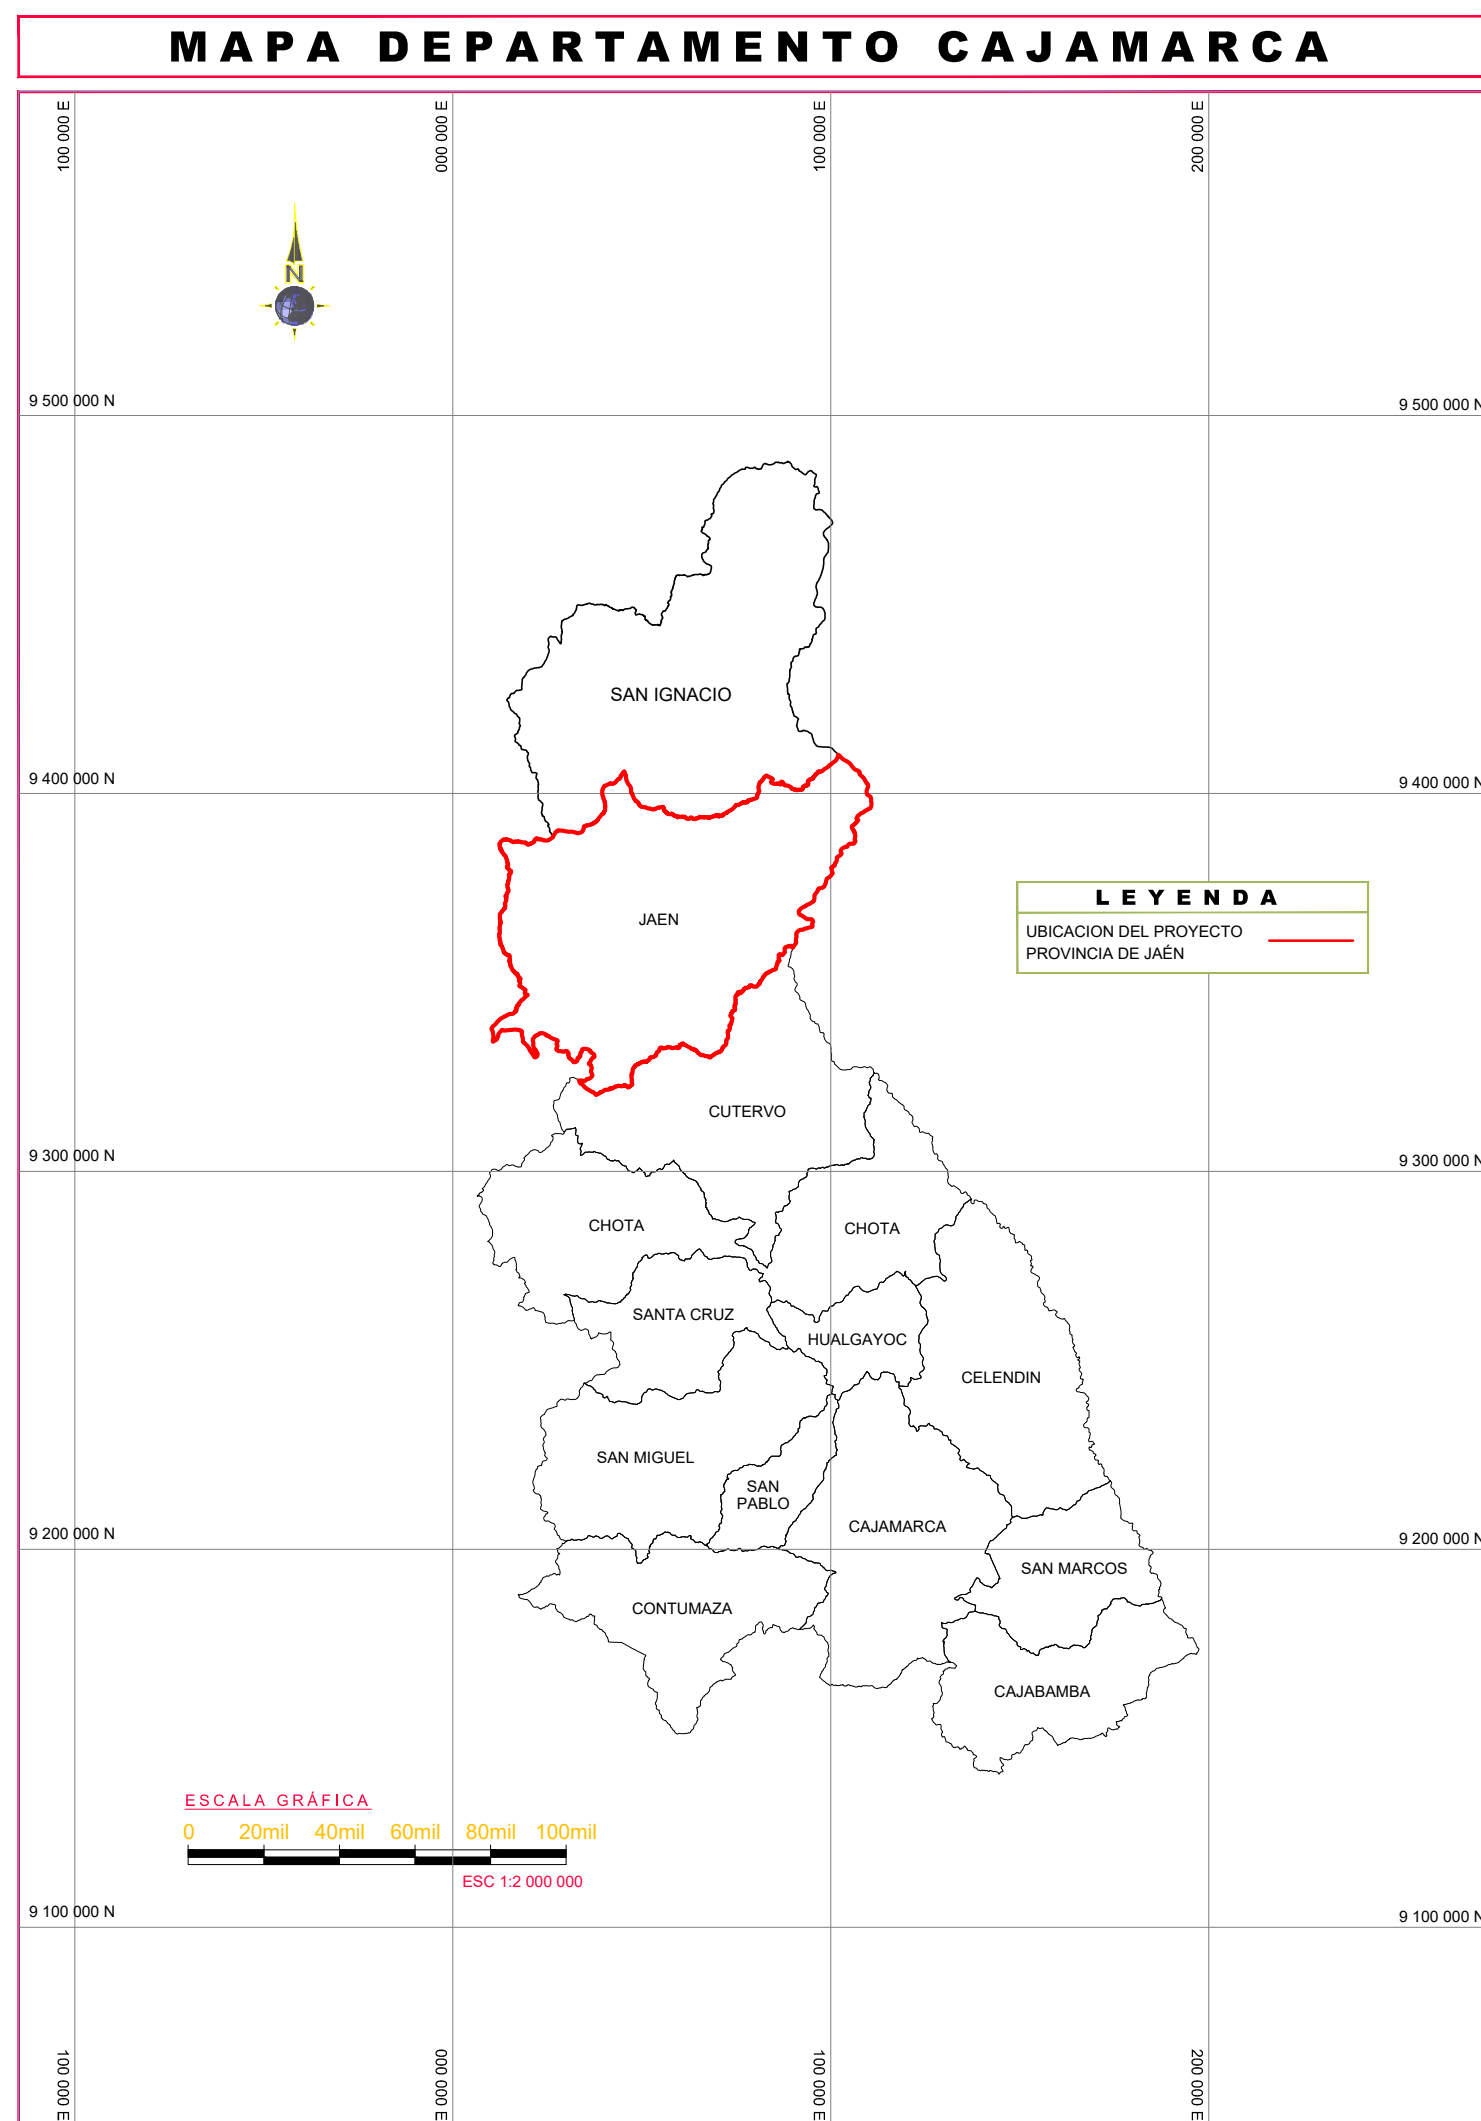 MAPA DEPARTAMENTO CAJAMARCA
100 000 E
000 000 E
100 000 E
200 000 E
N
9 500 000 N
9 500 000 N
SAN IGNACIO
9 400 000 N
9 400 000 N
JAEN
LEYENDA
UBICACION DEL PROYECTO
PROVINCIA DE JAÉN
CUTERVO
9 300 000 N
9 300 000 N
CHOTA
CHOTA
SANTA CRUZ
HUALGAYOC
CELENDIN
SAN MIGUEL
SAN
PABLO
CAJAMARCA
9 200 000 N
9 200 000 N
SAN MARCOS
CONTUMAZA
CAJABAMBA
ESCALA GRÁFICA
0 20mil 40mil 60mil 80mil 100mil
ESC 1:2 000 000
9 100 000 N
9 100 000 N
100 000 E
000 000 E
100 000 E
200 000 E